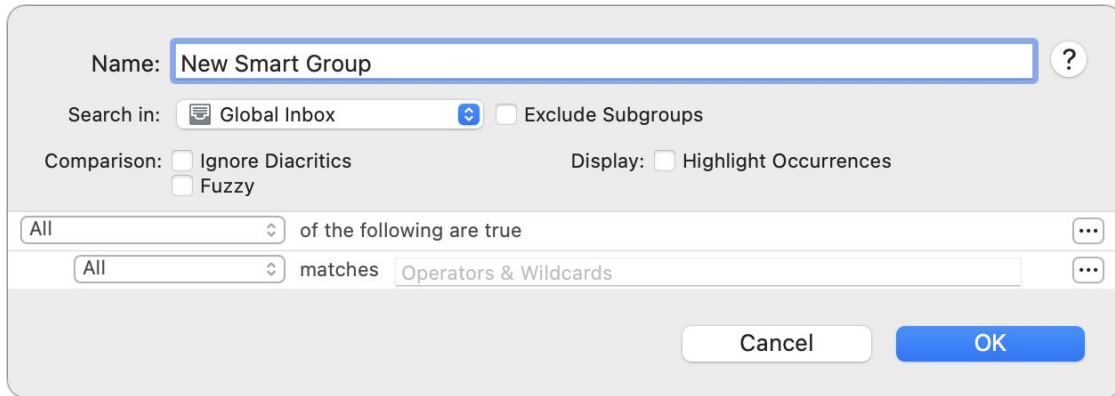 Name: New Smart Group ?
Search in: Global Inbox Exclude Subgroups
Comparison: Ignore Diacritics Display: Highlight Occurrences
Fuzzy
All of the following are true ...
All matches Operators & Wildcards ...
Cancel OK